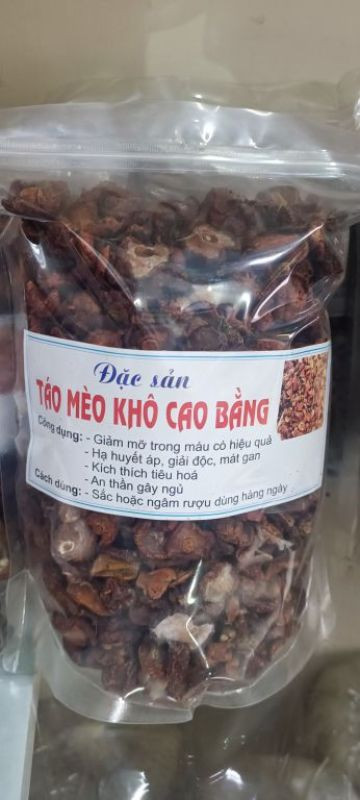 Đặc sản
TÁO MÈO KHÔ CAO BẰNG
Công dụng: - Giảm mỡ trong máu có hiệu quả
- Hạ huyết áp, giải độc, mát gan
- Kích thích tiêu hoá
- An thần gây ngủ
Cách dùng: - Sắc hoặc ngâm rượu dùng hàng ngày